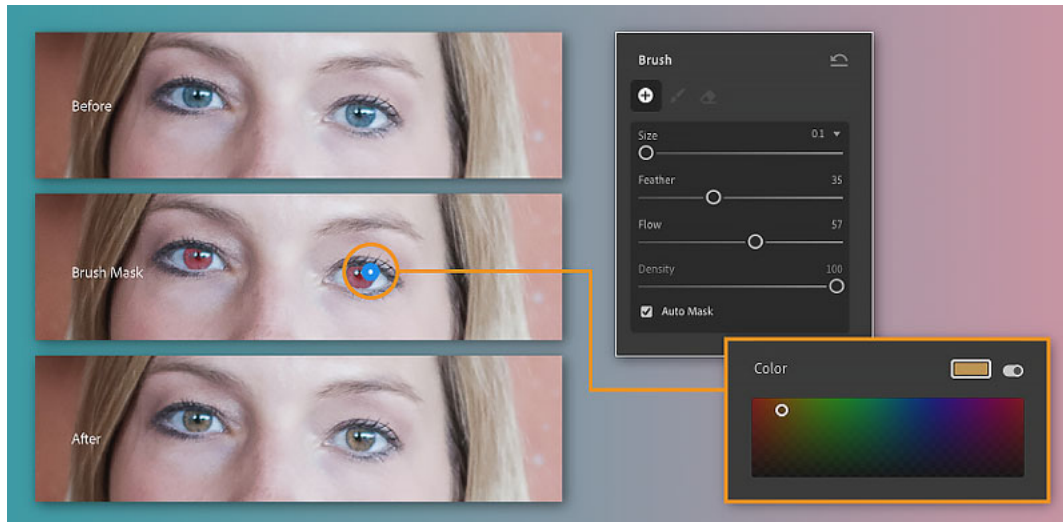 Before
Brush Mask
After
Brush
Size 0.1
Feather 35
Flow 57
Density 100
Auto Mask
Color